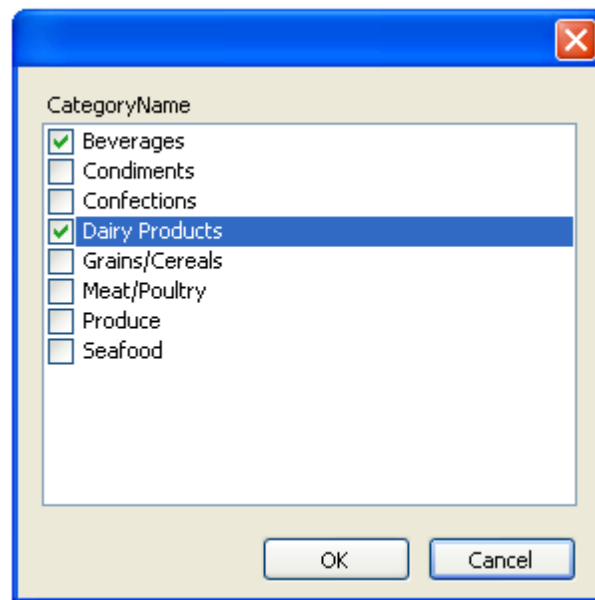 CategoryName
Beverages
Condiments
Confections
Dairy Products
Grains/Cereals
Meat/Poultry
Produce
Seafood
OK Cancel